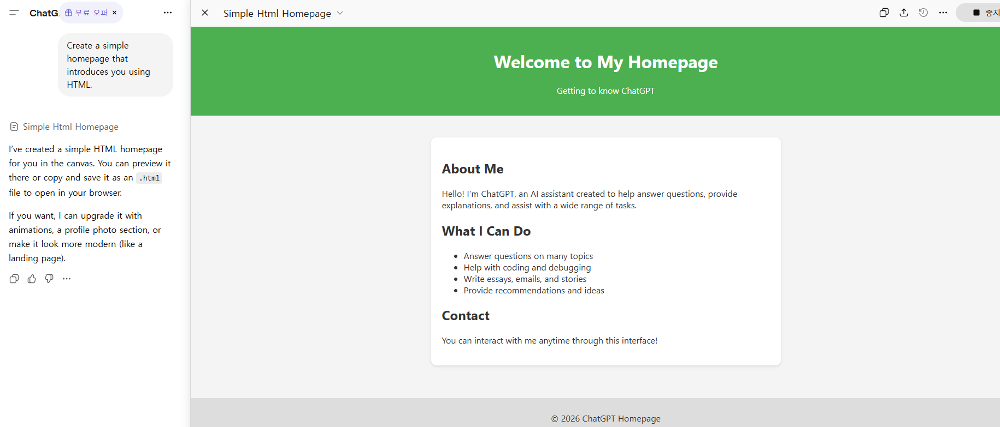 ChatG
무료 오퍼
Create a simple
homepage that
introduces you using
HTML.
Simple Html Homepage
I've created a simple HTML homepage
for you in the canvas. You can preview it
there or copy and save it as an .html
file to open in your browser.
If you want, I can upgrade it with
animations, a profile photo section, or
make it look more modern (like a
landing page).
Simple Html Homepage
중지
Welcome to My Homepage
Getting to know ChatGPT
About Me
Hello! I'm ChatGPT, an AI assistant created to help answer questions, provide
explanations, and assist with a wide range of tasks.
What I Can Do
• Answer questions on many topics
• Help with coding and debugging
• Write essays, emails, and stories
• Provide recommendations and ideas
Contact
You can interact with me anytime through this interface!
© 2026 ChatGPT Homepage